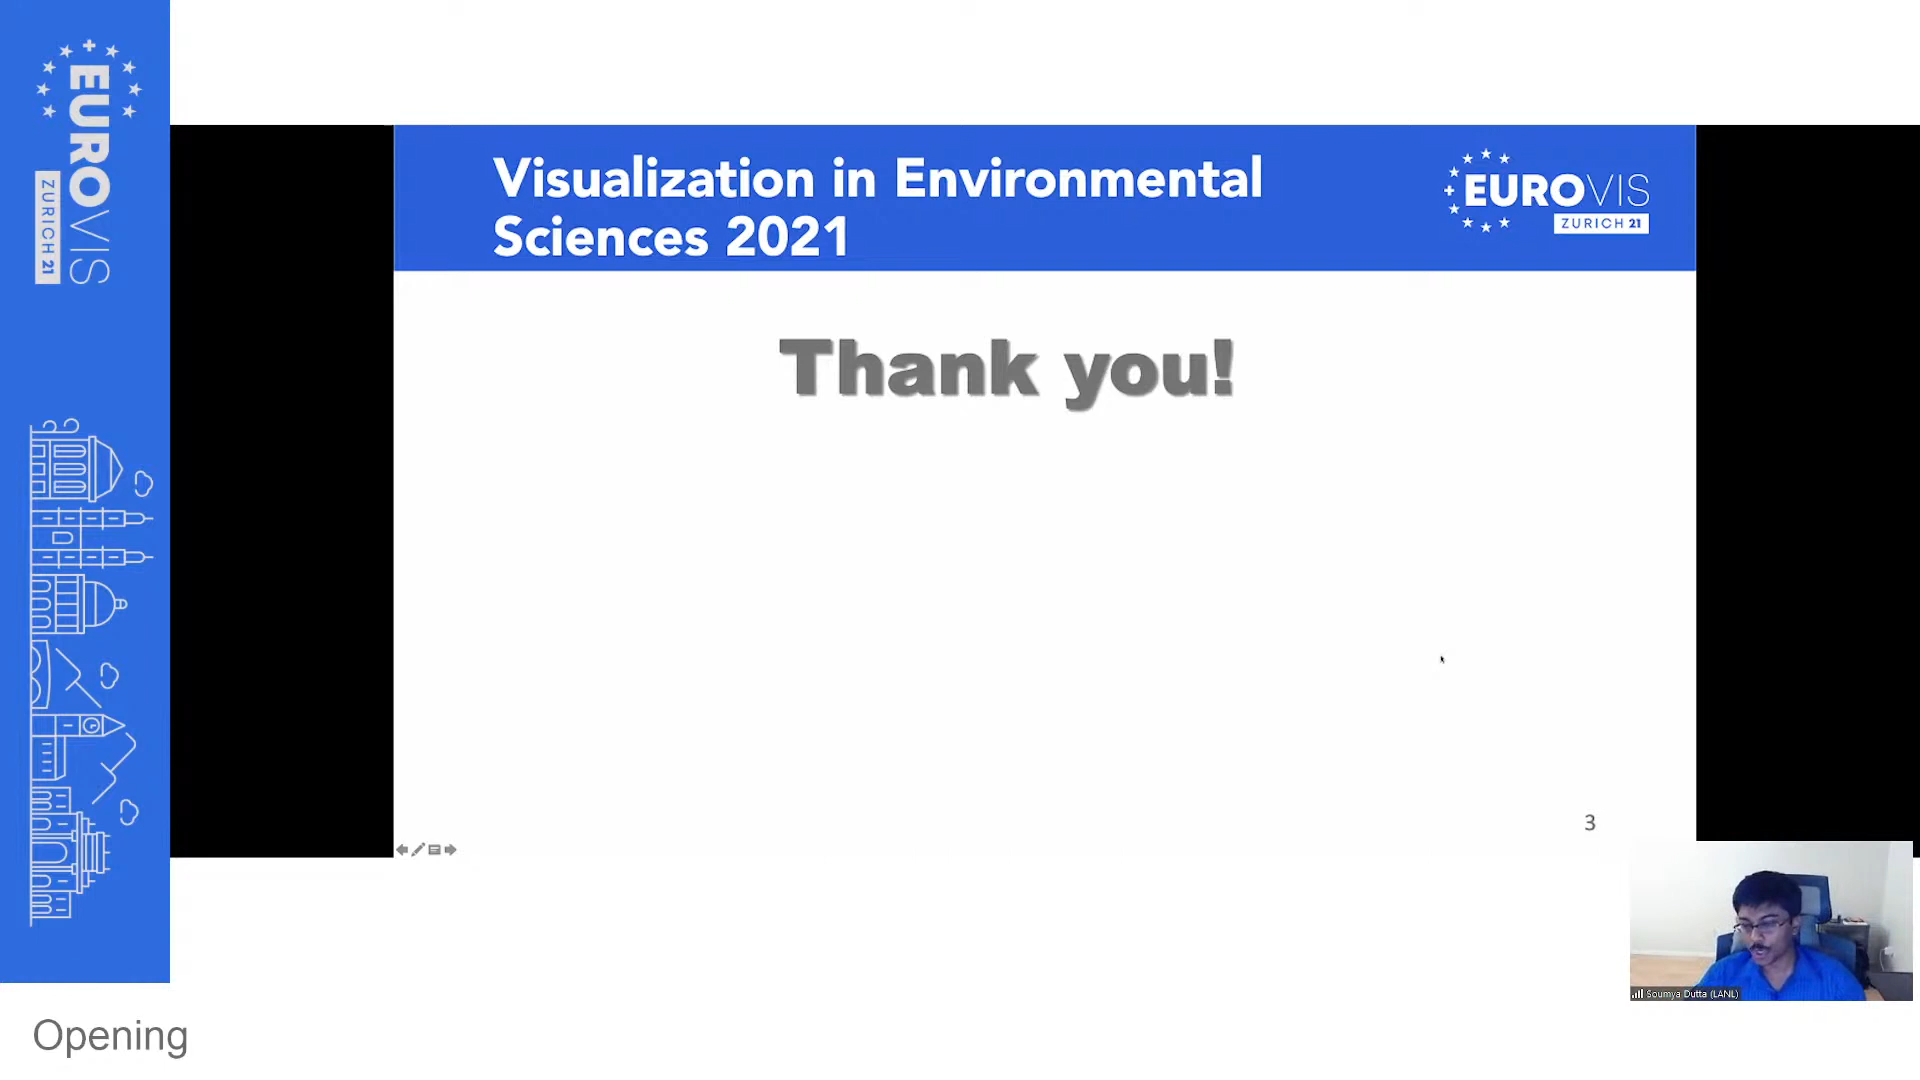 EUROVIS
ZURICH 21
Visualization in Environmental
Sciences 2021
EUROVIS
ZURICH 21
Thank you!
3
Soumya Dutta (LANL)
Opening